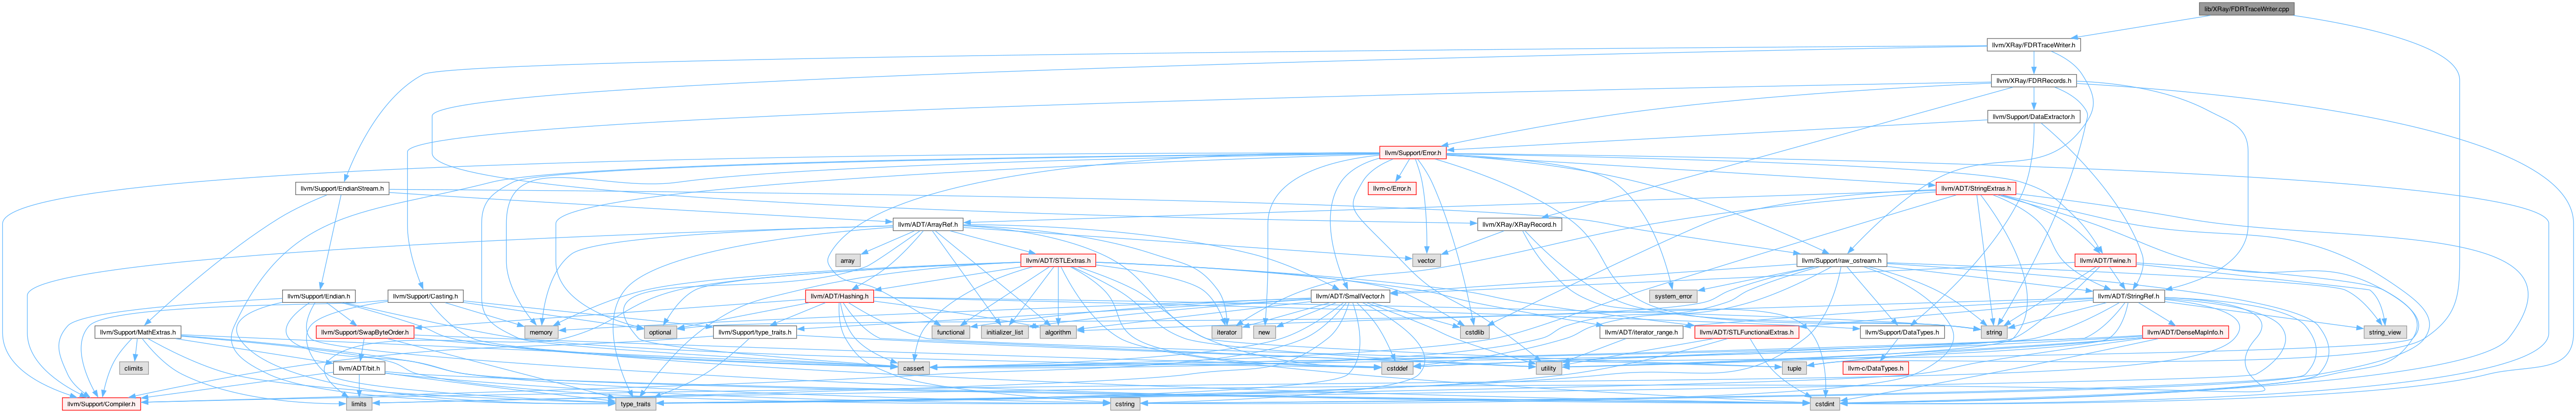 lib/XRay/FDRTraceWriter.cpp
llvm/XRay/FDRTraceWriter.h
llvm/XRay/FDRRecords.h
llvm/Support/DataExtractor.h
llvm/Support/Error.h
llvm/Support/EndianStream.h
llvm-c/Error.h
llvm/ADT/StringExtras.h
llvm/ADT/ArrayRef.h
llvm/XRay/XRayRecord.h
array
llvm/ADT/STLExtras.h
vector
llvm/Support/raw_ostream.h
llvm/ADT/Twine.h
llvm/Support/Endian.h
llvm/Support/Casting.h
llvm/ADT/Hashing.h
llvm/ADT/SmallVector.h
system_error
llvm/ADT/StringRef.h
llvm/Support/MathExtras.h
llvm/Support/SwapByteOrder.h
memory
optional
llvm/Support/type_traits.h
functional
initializer_list
algorithm
iterator
new
cstdlib
llvm/ADT/iterator_range.h
llvm/ADT/STLFunctionalExtras.h
llvm/Support/DataTypes.h
string
llvm/ADT/DenseMapInfo.h
string_view
climits
llvm/ADT/bit.h
cassert
cstddef
utility
tuple
llvm-c/DataTypes.h
llvm/Support/Compiler.h
limits
type_traits
cstring
cstdint